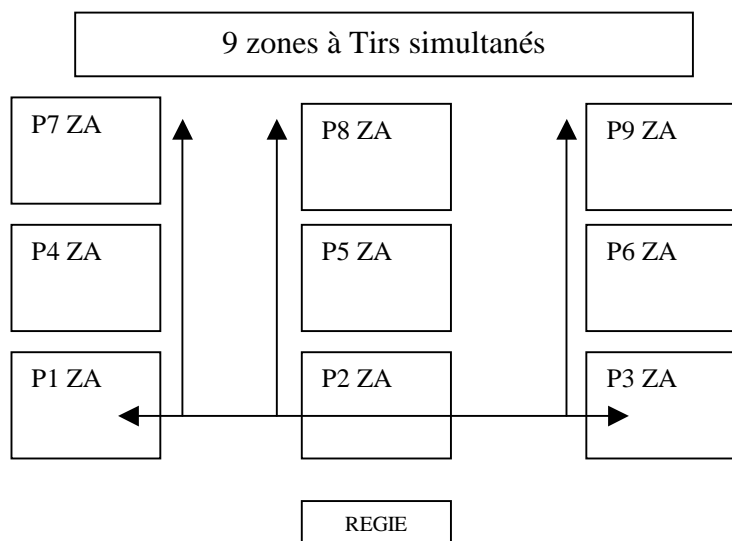 9 zones à Tirs simultanés
P7 ZA
P8 ZA
P9 ZA
P4 ZA
P5 ZA
P6 ZA
P1 ZA
P2 ZA
P3 ZA
REGIE